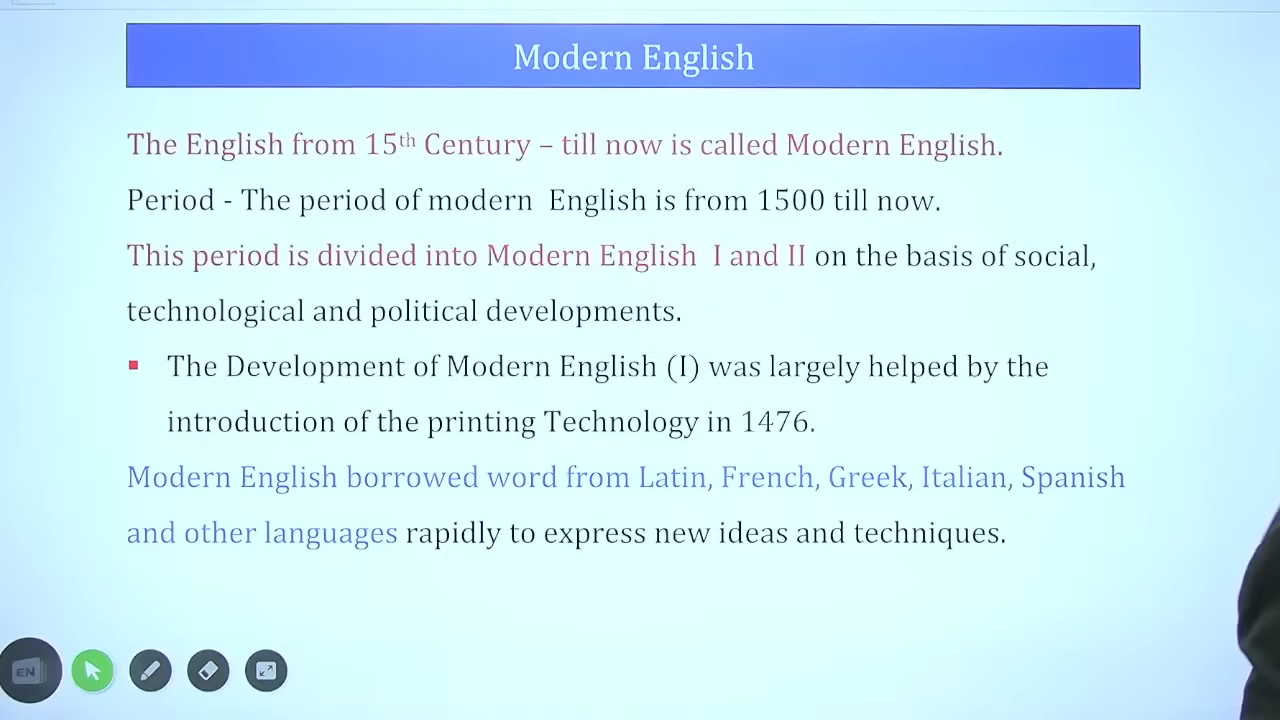 Modern English
The English from 15th Century – till now is called Modern English.
Period - The period of modern English is from 1500 till now.
This period is divided into Modern English I and II on the basis of social,
technological and political developments.
▪ The Development of Modern English (I) was largely helped by the
introduction of the printing Technology in 1476.
Modern English borrowed word from Latin, French, Greek, Italian, Spanish
and other languages rapidly to express new ideas and techniques.
EN